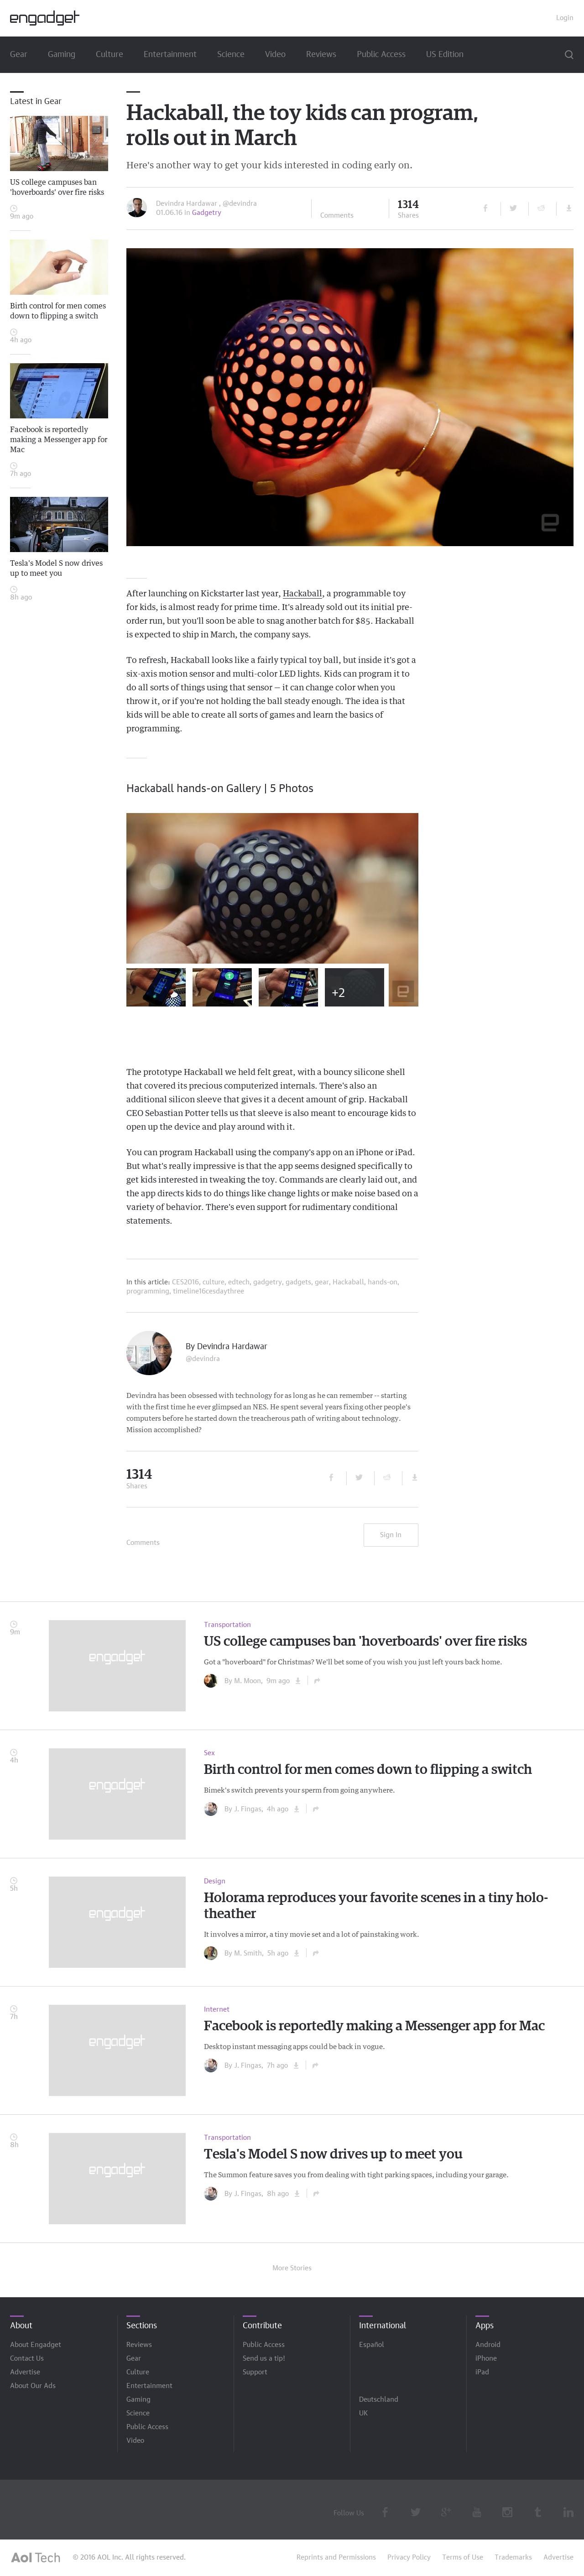 engadget
Login
Gear Gaming Culture Entertainment Science Video Reviews Public Access US Edition
Latest in Gear
US college campuses ban
'hoverboards' over fire risks
9m ago
Birth control for men comes
down to flipping a switch
4h ago
Facebook is reportedly
making a Messenger app for
Mac
7h ago
Tesla's Model S now drives
up to meet you
8h ago
Hackaball, the toy kids can program,
rolls out in March
Here's another way to get your kids interested in coding early on.
Devindra Hardawar , @devindra
01.06.16 in Gadgetry
Comments
1314
Shares
After launching on Kickstarter last year, Hackaball, a programmable toy
for kids, is almost ready for prime time. It's already sold out its initial pre-
order run, but you'll soon be able to snag another batch for $85. Hackaball
is expected to ship in March, the company says.
To refresh, Hackaball looks like a fairly typical toy ball, but inside it's got a
six-axis motion sensor and multi-color LED lights. Kids can program it to
do all sorts of things using that sensor — it can change color when you
throw it, or if you're not holding the ball steady enough. The idea is that
kids will be able to create all sorts of games and learn the basics of
programming.
Hackaball hands-on Gallery | 5 Photos
+2
The prototype Hackaball we held felt great, with a bouncy silicone shell
that covered its precious computerized internals. There's also an
additional silicon sleeve that gives it a decent amount of grip. Hackaball
CEO Sebastian Potter tells us that sleeve is also meant to encourage kids to
open up the device and play around with it.
You can program Hackaball using the company's app on an iPhone or iPad.
But what's really impressive is that the app seems designed specifically to
get kids interested in tweaking the toy. Commands are clearly laid out, and
the app directs kids to do things like change lights or make noise based on a
variety of behavior. There's even support for rudimentary conditional
statements.
In this article: CES2016, culture, edtech, gadgetry, gadgets, gear, Hackaball, hands-on,
programming, timeline16cesdaythree
By Devindra Hardawar
@devindra
Devindra has been obsessed with technology for as long as he can remember -- starting
with the first time he ever glimpsed an NES. He spent several years fixing other people's
computers before he started down the treacherous path of writing about technology.
Mission accomplished?
1314
Shares
Comments
Sign In
9m
engadget
Transportation
US college campuses ban 'hoverboards' over fire risks
Got a "hoverboard" for Christmas? We'll bet some of you wish you just left yours back home.
By M. Moon, 9m ago
4h
engadget
Sex
Birth control for men comes down to flipping a switch
Bimek's switch prevents your sperm from going anywhere.
By J. Fingas, 4h ago
5h
engadget
Design
Holorama reproduces your favorite scenes in a tiny holo-
theather
It involves a mirror, a tiny movie set and a lot of painstaking work.
By M. Smith, 5h ago
7h
engadget
Internet
Facebook is reportedly making a Messenger app for Mac
Desktop instant messaging apps could be back in vogue.
By J. Fingas, 7h ago
8h
engadget
Transportation
Tesla's Model S now drives up to meet you
The Summon feature saves you from dealing with tight parking spaces, including your garage.
By J. Fingas, 8h ago
More Stories
About
About Engadget
Contact Us
Advertise
About Our Ads
Sections
Reviews
Gear
Culture
Entertainment
Gaming
Science
Public Access
Video
Contribute
Public Access
Send us a tip!
Support
International
Español
Deutschland
UK
Apps
Android
iPhone
iPad
Follow Us
Aol Tech © 2016 AOL Inc. All rights reserved. Reprints and Permissions Privacy Policy Terms of Use Trademarks Advertise